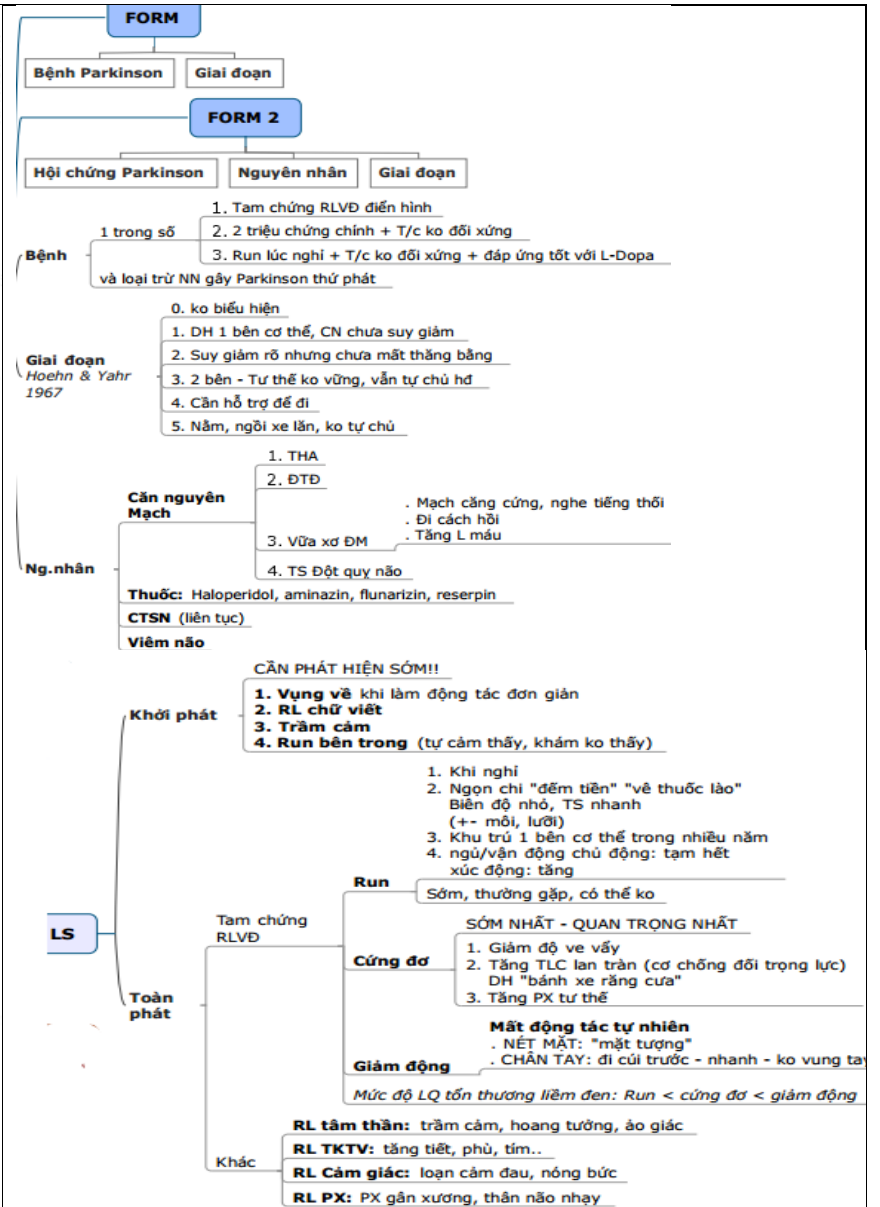 FORM
Bệnh Parkinson
Giai đoạn
FORM 2
Hội chứng Parkinson
Nguyên nhân
Giai đoạn
Bệnh
1 trong số
1. Tam chứng RLVĐ điển hình
2. 2 triệu chứng chính + T/c ko đối xứng
3. Run lúc nghỉ + T/c ko đối xứng + đáp ứng tốt với L-Dopa
và loại trừ NN gây Parkinson thứ phát
Giai đoạn
Hoehn & Yahr
1967
0. ko biểu hiện
1. DH 1 bên cơ thể, CN chưa suy giảm
2. Suy giảm rõ nhưng chưa mất thăng bằng
3. 2 bên - Tư thế ko vững, vẫn tự chủ hđ
4. Cần hỗ trợ để đi
5. Nằm, ngồi xe lăn, ko tự chủ
Ng.nhân
Căn nguyên
Mạch
1. THA
2. ĐTĐ
3. Vữa xơ ĐM
. Mạch căng cứng, nghe tiếng thổi
. Đi cách hồi
. Tăng L máu
4. TS Đột quỵ não
Thuốc: Haloperidol, aminazin, flunarizin, reserpin
CTSN (liên tục)
Viêm não
LS
Khởi phát
CẦN PHÁT HIỆN SỚM!!
1. Vụng về khi làm động tác đơn giản
2. RL chữ viết
3. Trầm cảm
4. Run bên trong (tự cảm thấy, khám ko thấy)
Toàn
phát
Tam chứng
RLVĐ
Run
1. Khi nghỉ
2. Ngọn chi "đếm tiền" "vê thuốc lào"
Biên độ nhỏ, TS nhanh
(+- môi, lưỡi)
3. Khu trú 1 bên cơ thể trong nhiều năm
4. ngủ/vận động chủ động: tạm hết
xúc động: tăng
Sớm, thường gặp, có thể ko
Cứng đơ
SỚM NHẤT - QUAN TRỌNG NHẤT
1. Giảm độ ve vẩy
2. Tăng TLC lan tràn (cơ chống đối trọng lực)
DH "bánh xe răng cưa"
3. Tăng PX tư thế
Giảm động
Mất động tác tự nhiên
. NÉT MẶT: "mặt tượng"
. CHÂN TAY: đi cúi trước - nhanh - ko vung tay
Mức độ LQ tổn thương liềm đen: Run < cứng đơ < giảm động
Khác
RL tâm thần: trầm cảm, hoang tưởng, ảo giác
RL TKTV: tăng tiết, phù, tím..
RL Cảm giác: loạn cảm đau, nóng bức
RL PX: PX gân xương, thân não nhạy